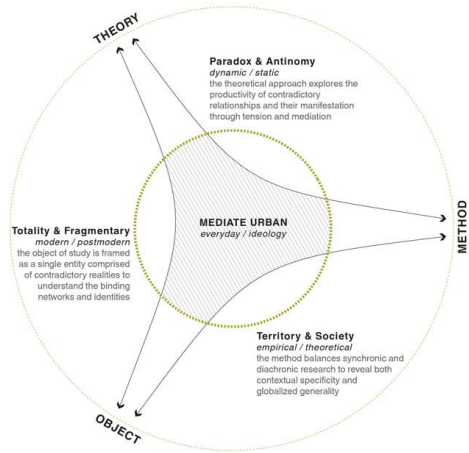 THEORY
Paradox & Antinomy
dynamic / static
the theoretical approach explores the
productivity of contradictory
relationships and their manifestation
through tension and mediation
METHOD
MEDIATE URBAN
everyday / ideology
Totality & Fragmentary
modern / postmodern
the object of study is framed
as a single entity comprised
of contradictory realities to
understand the binding
networks and identities
Territory & Society
empirical / theoretical
the method balances synchronic and
diachronic research to reveal both
contextual specificity and
globalized generality
OBJECT